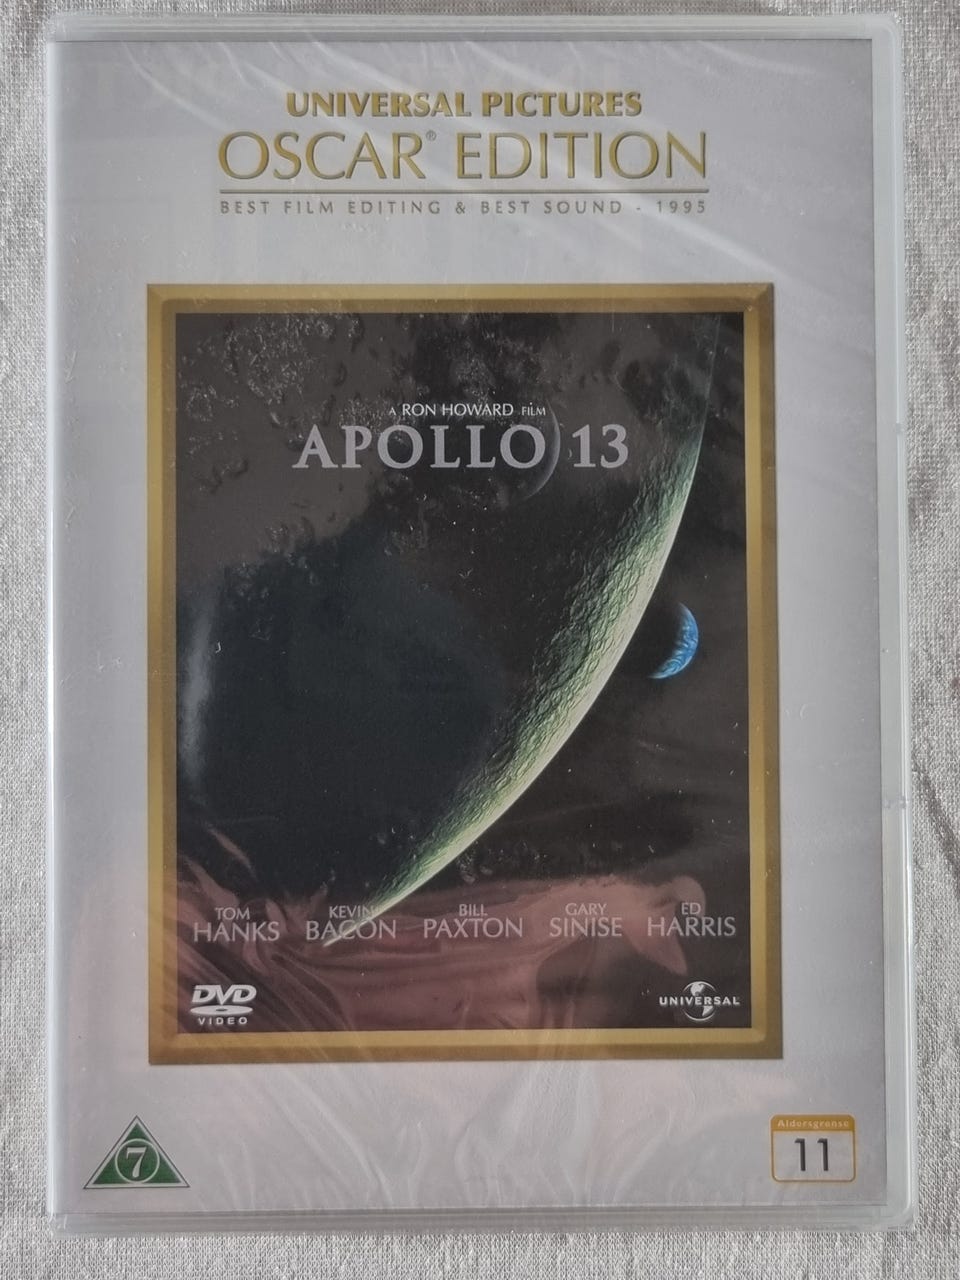 UNIVERSAL PICTURES
OSCAR® EDITION
BEST FILM EDITING & BEST SOUND - 1995
A RON HOWARD FILM
APOLLO 13
TOM HANKS KEVIN BACON BILL PAXTON GARY SINISE ED HARRIS
DVD VIDEO
UNIVERSAL
7
Aldersgrense
11